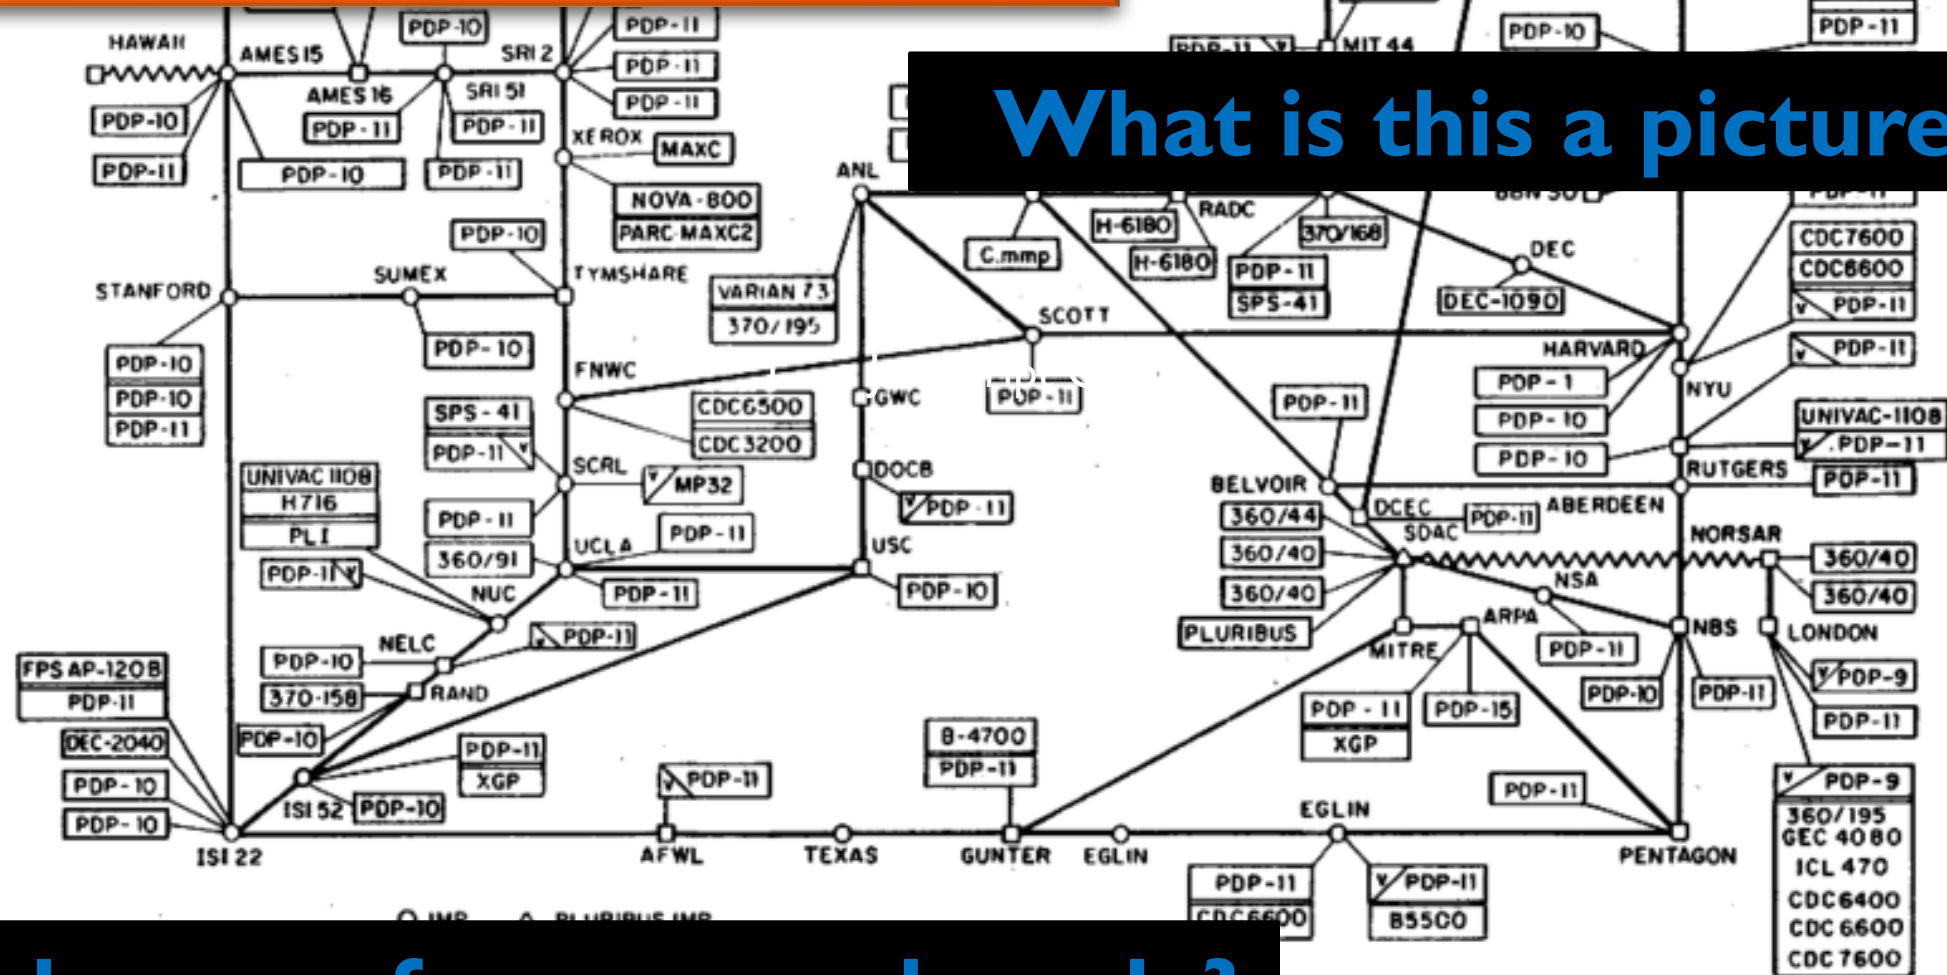 PDP-11
PDP-10
PDP-10
PDP-11
HAWAII
AMES 15
SRI 2
MIT 44
PDP-11
AMES 16
SRI 51
PDP-11
PDP-10
PDP-11
PDP-11
What is this a picture
XEROX
MAXC
PDP-11
PDP-10
PDP-11
ANL
NOVA-800
PARC-MAXC2
RADC
H-6180
370/168
PDP-10
C.mmp
H-6180
PDP-11
SPS-41
DEC
CDC7600
CDC6600
v PDP-11
STANFORD
SUMEX
TYMSHARE
VARIAN 73
370/195
DEC-1090
SCOTT
HARVARD
v PDP-11
PDP-10
PDP-10
PDP-11
PDP-10
FNWC
GWC
PDP-11
PDP-11
PDP-1
PDP-10
PDP-10
NYU
SPS-41
PDP-11 v
CDC6500
CDC3200
UNIVAC-1108
v PDP-11
PDP-11
UNIVAC 1108
H716
PLI
SCRL
v MP32
DOCB
v PDP-11
BELVOIR
RUTGERS
PDP-11
360/91
UCLA
PDP-11
USC
360/44
360/40
360/40
PLURIBUS
DCEC
SDAC
PDP-11
ABERDEEN
NORSAR
360/40
360/40
PDP-11 v
NUC
PDP-11
PDP-10
NSA
ARPA
MITRE
PDP-11
NBS
LONDON
NELC
v PDP-11
PDP-10
370-158
RAND
PDP-10
FPS AP-120B
PDP-11
PDP-11
XGP
PDP-15
PDP-10
PDP-11
v PDP-9
PDP-11
DEC-2040
PDP-10
PDP-10
PDP-11
XGP
ISI 52
PDP-10
v PDP-11
B-4700
PDP-11
PDP-11
EGLIN
v PDP-9
360/195
GEC 4080
ICL 470
CDC6400
CDC 6600
CDC 7600
ISI 22
AFWL
TEXAS
GUNTER
EGLIN
PENTAGON
PDP-11
CDC6600
v PDP-11
B5500
IMP
PLURIBUS IMP